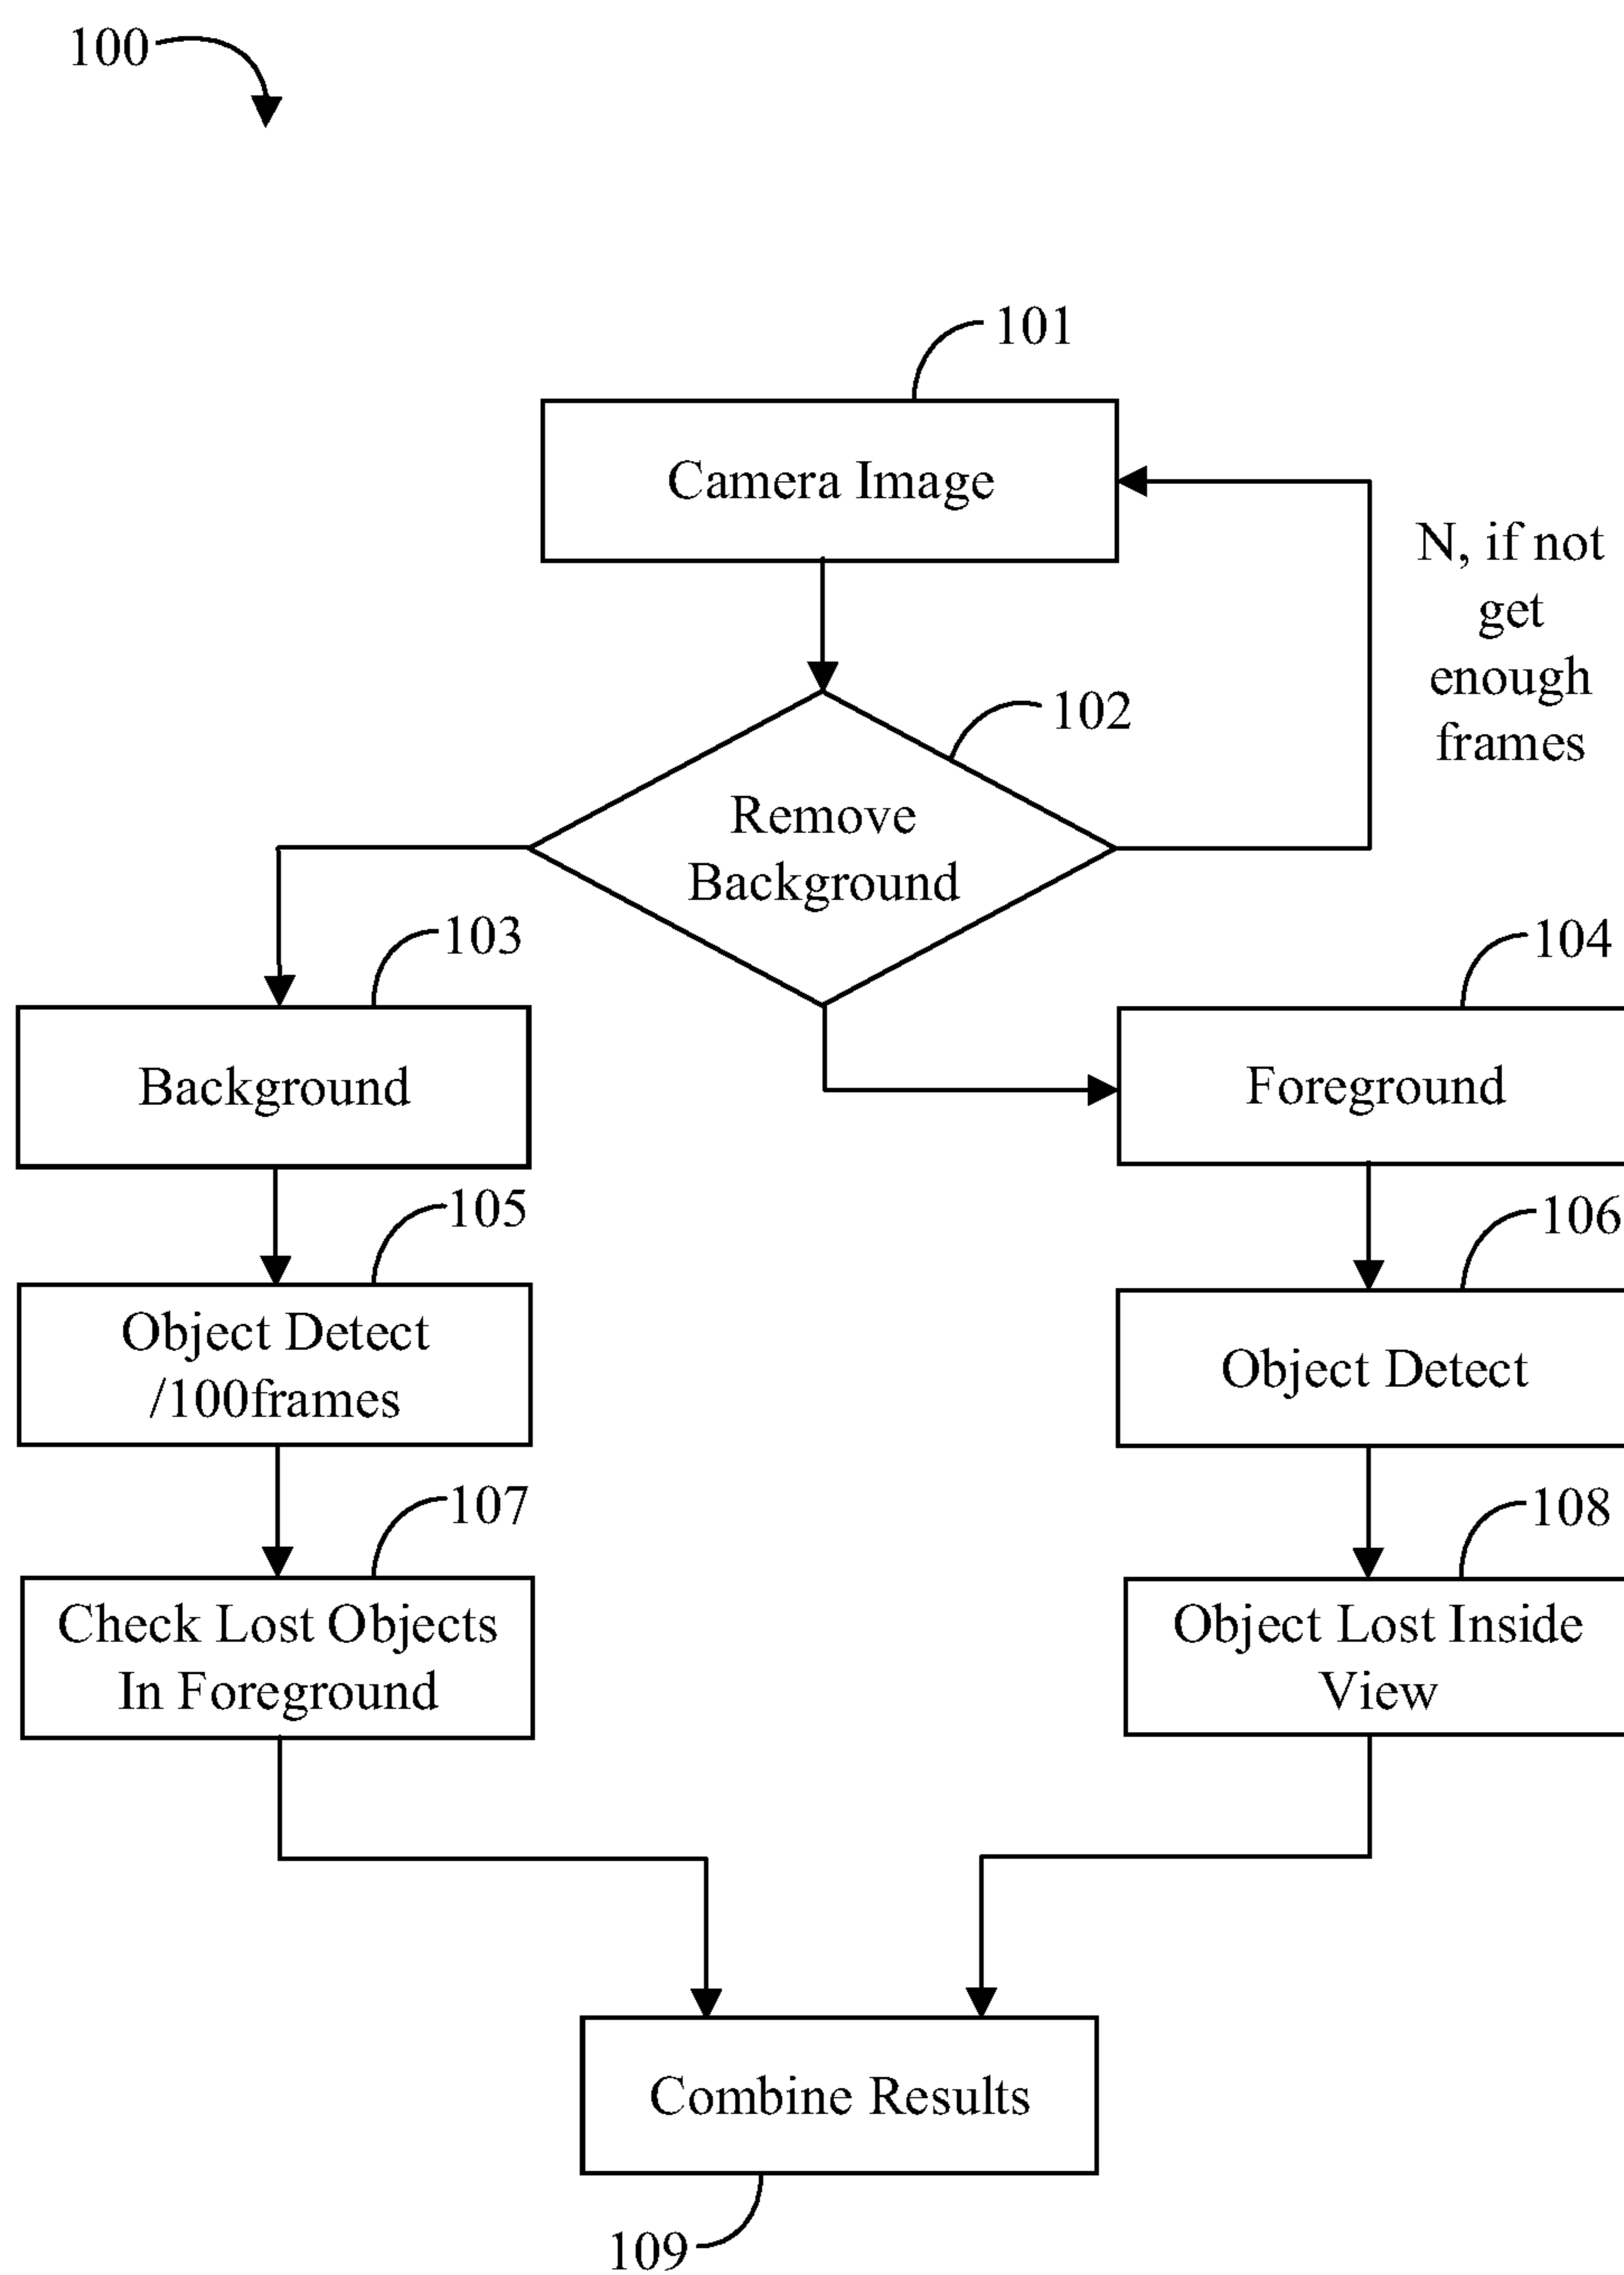 100
101
Camera Image
N, if not
get
enough
frames
102
Remove
Background
103
Background
104
Foreground
105
Object Detect
/100frames
106
Object Detect
107
Check Lost Objects
In Foreground
108
Object Lost Inside
View
Combine Results
109